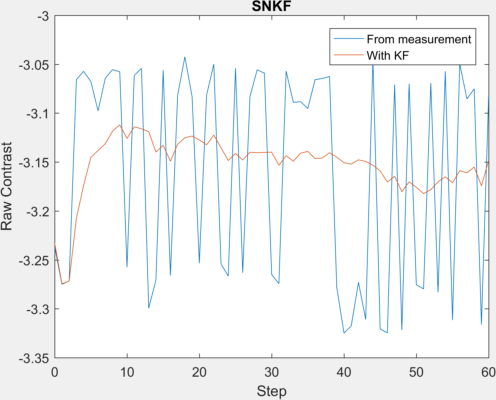 SNKF
From measurement
With KF
-3
-3.05
-3.1
-3.15
-3.2
-3.25
-3.3
-3.35
Raw Contrast
0 10 20 30 40 50 60
Step